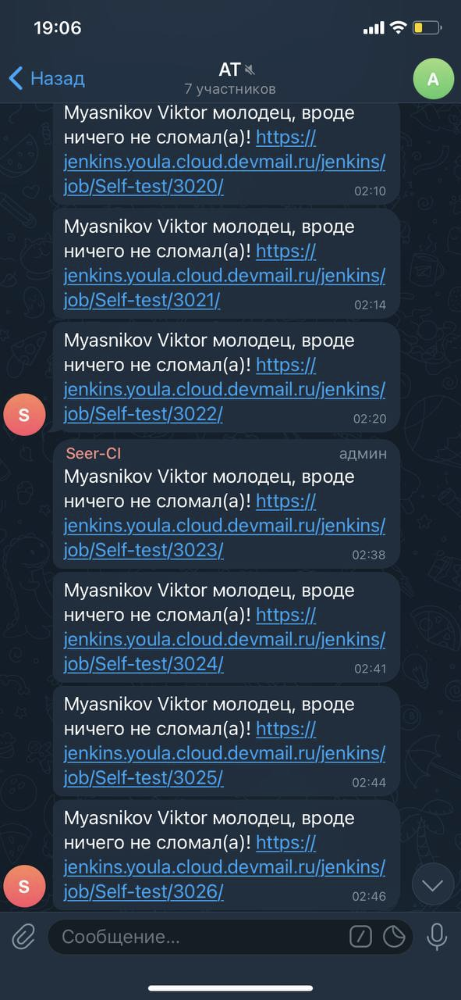 19:06
Назад
AT
7 участников
A
Myasnikov Viktor молодец, вроде
ничего не сломал(а)! https://
jenkins.youla.cloud.devmail.ru/jenkins/
job/Self-test/3020/
02:10
Myasnikov Viktor молодец, вроде
ничего не сломал(а)! https://
jenkins.youla.cloud.devmail.ru/jenkins/
job/Self-test/3021/
02:14
Myasnikov Viktor молодец, вроде
ничего не сломал(а)! https://
jenkins.youla.cloud.devmail.ru/jenkins/
job/Self-test/3022/
02:20
S
Seer-CI админ
Myasnikov Viktor молодец, вроде
ничего не сломал(а)! https://
jenkins.youla.cloud.devmail.ru/jenkins/
job/Self-test/3023/
02:38
Myasnikov Viktor молодец, вроде
ничего не сломал(а)! https://
jenkins.youla.cloud.devmail.ru/jenkins/
job/Self-test/3024/
02:41
Myasnikov Viktor молодец, вроде
ничего не сломал(а)! https://
jenkins.youla.cloud.devmail.ru/jenkins/
job/Self-test/3025/
02:44
Myasnikov Viktor молодец, вроде
ничего не сломал(а)! https://
jenkins.youla.cloud.devmail.ru/jenkins/
job/Self-test/3026/
02:46
S
Сообщение...